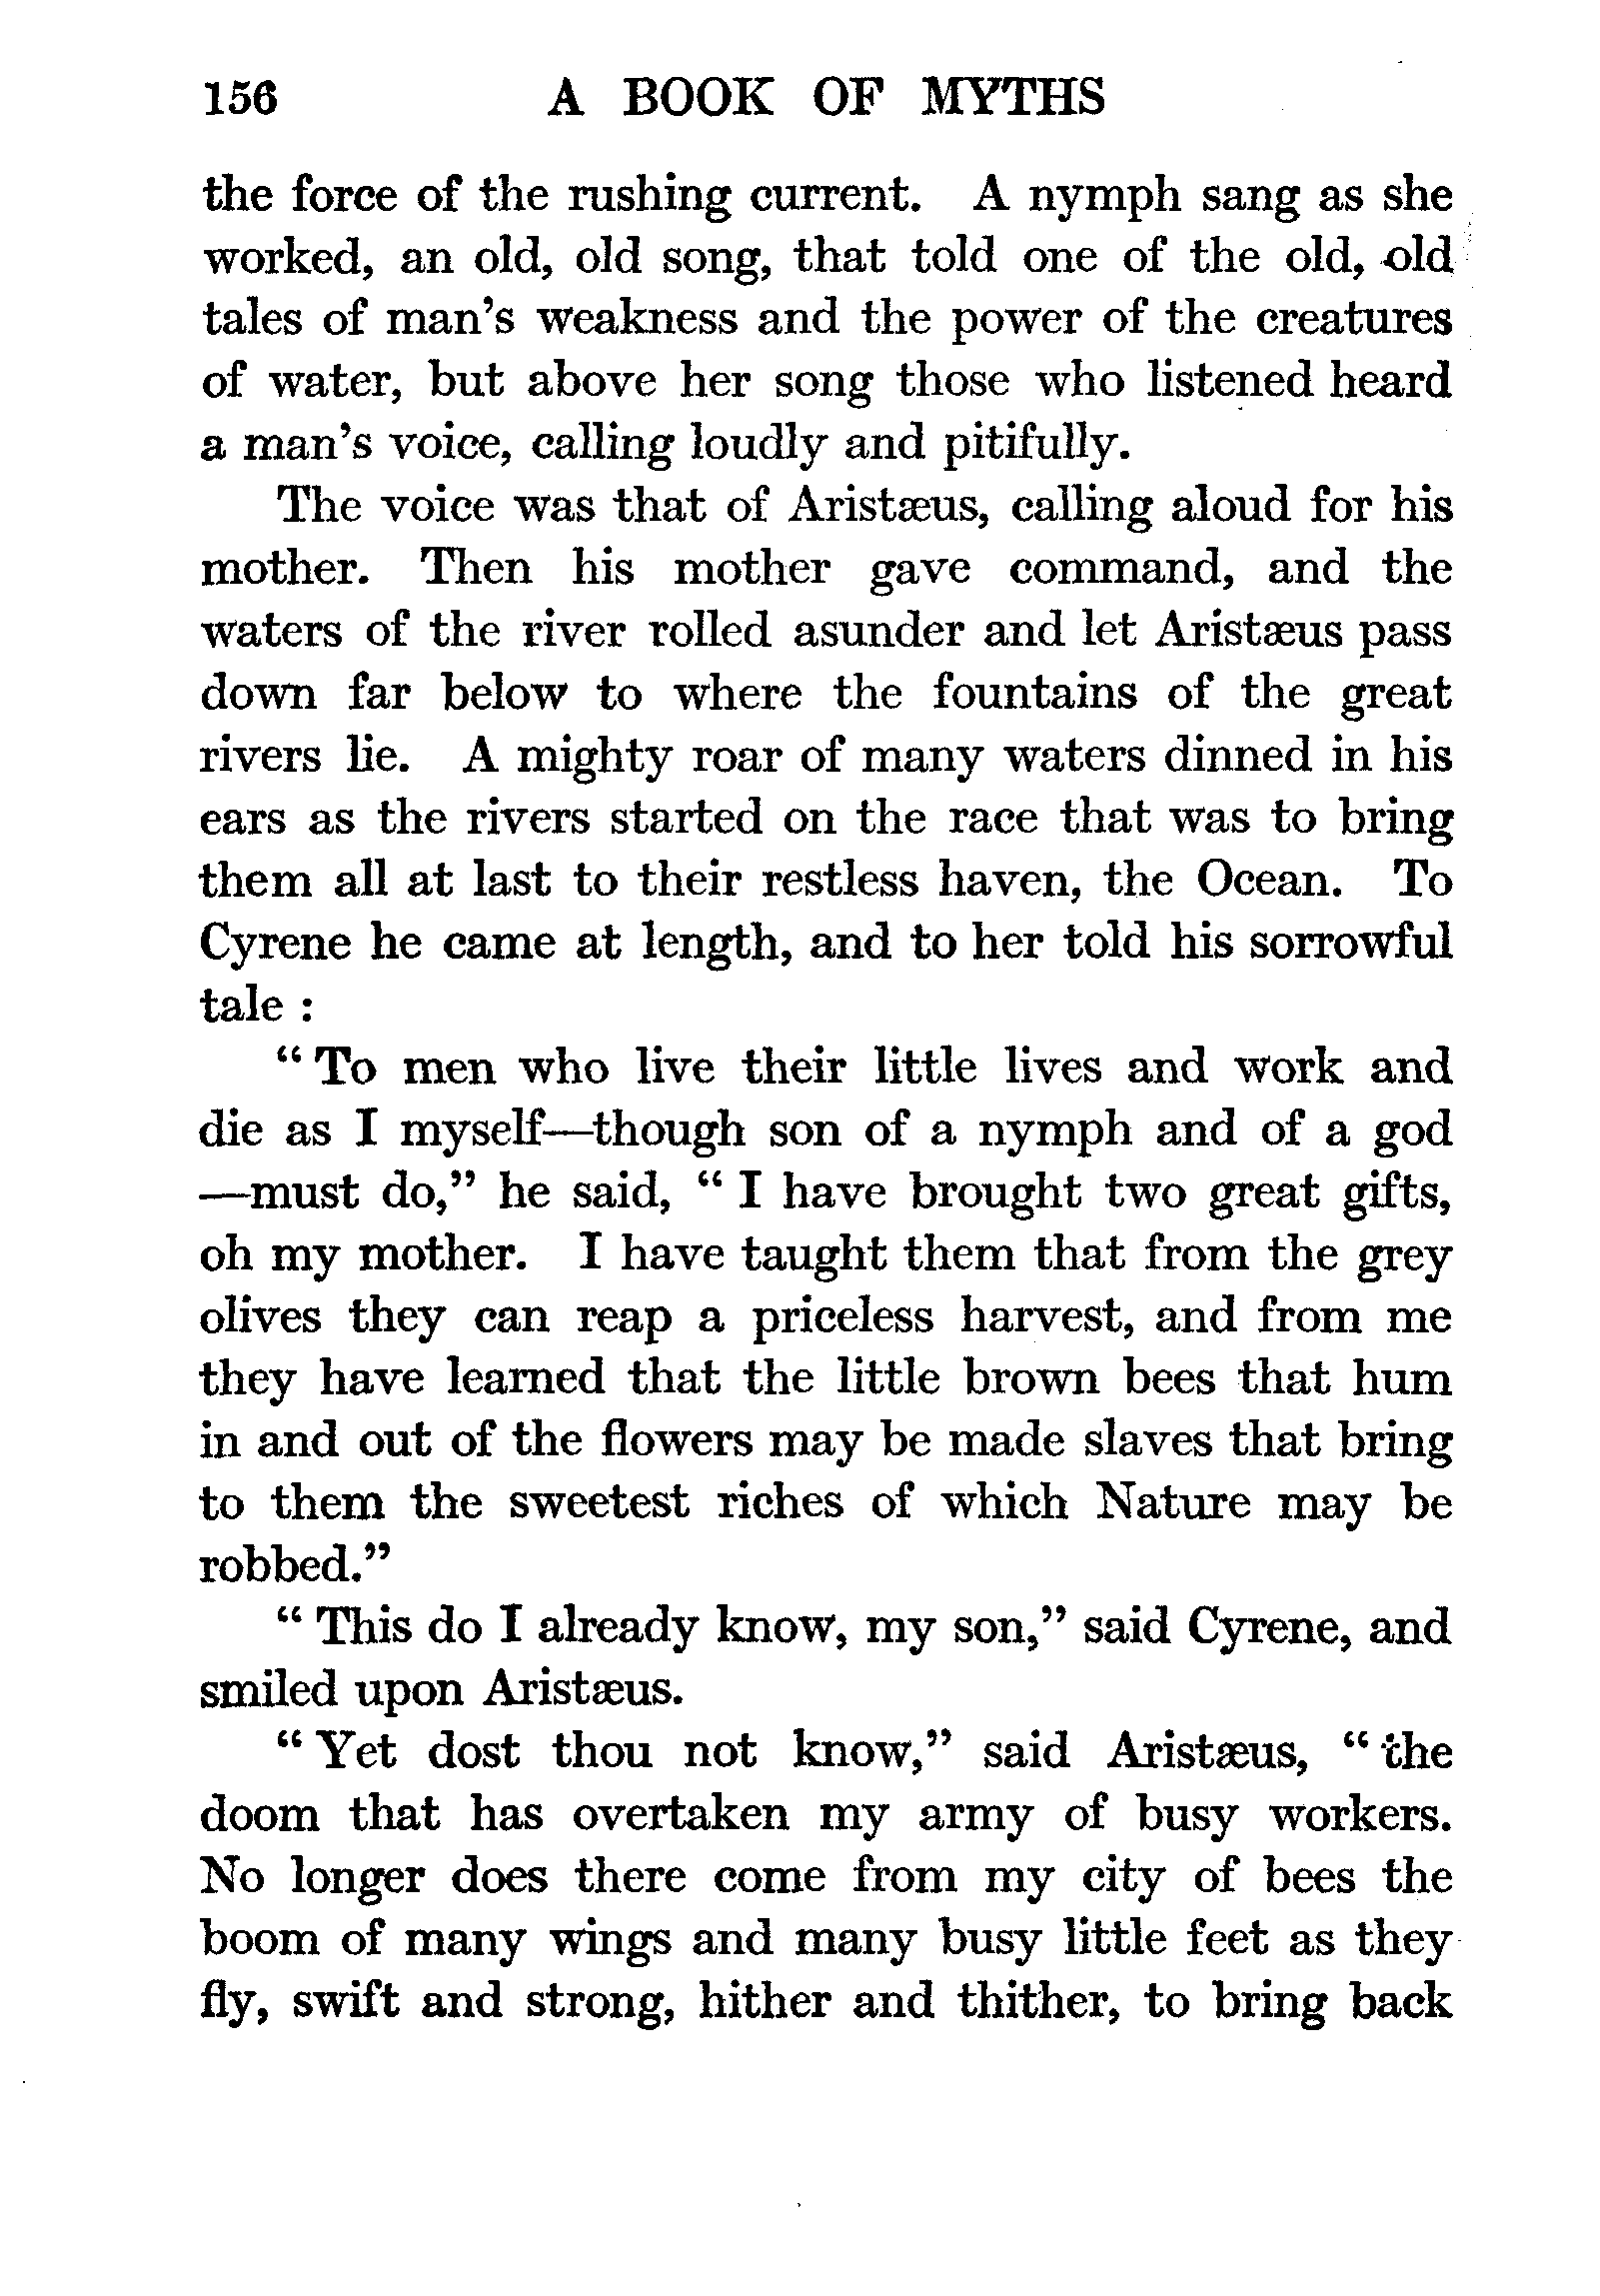 156 A BOOK OF MYTHS
the force of the rushing current. A nymph sang as she
worked, an old, old song, that told one of the old, old
tales of man's weakness and the power of the creatures
of water, but above her song those who listened heard
a man's voice, calling loudly and pitifully.
The voice was that of Aristæus, calling aloud for his
mother. Then his mother gave command, and the
waters of the river rolled asunder and let Aristæus pass
down far below to where the fountains of the great
rivers lie. A mighty roar of many waters dinned in his
ears as the rivers started on the race that was to bring
them all at last to their restless haven, the Ocean. To
Cyrene he came at length, and to her told his sorrowful
tale :
“ To men who live their little lives and work and
die as I myself—though son of a nymph and of a god
—must do,” he said, “ I have brought two great gifts,
oh my mother. I have taught them that from the grey
olives they can reap a priceless harvest, and from me
they have learned that the little brown bees that hum
in and out of the flowers may be made slaves that bring
to them the sweetest riches of which Nature may be
robbed.”
“ This do I already know, my son,” said Cyrene, and
smiled upon Aristæus.
“ Yet dost thou not know,” said Aristæus, “ the
doom that has overtaken my army of busy workers.
No longer does there come from my city of bees the
boom of many wings and many busy little feet as they
fly, swift and strong, hither and thither, to bring back